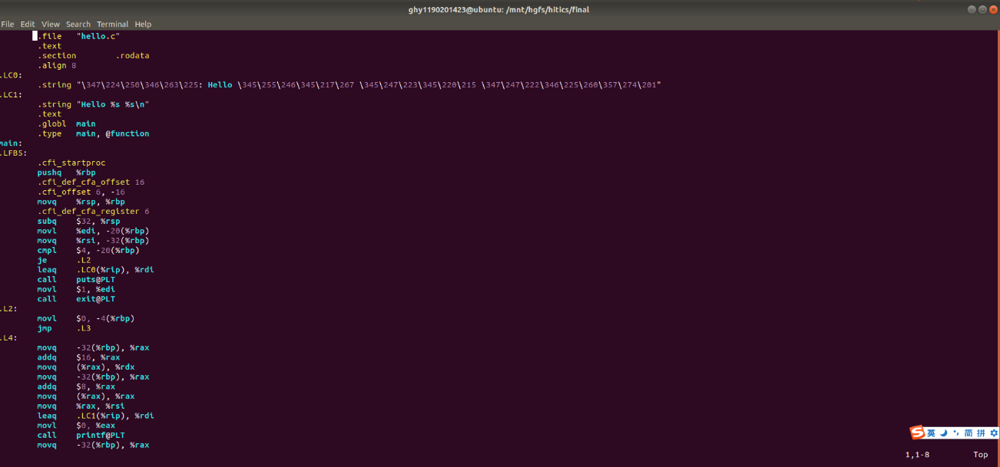 ghy1190201423@ubuntu: /mnt/hgfs/hitics/final
File Edit View Search Terminal Help
.file "hello.c"
.text
.section .rodata
.align 8
.LC0:
.string "\347\224\250\346\263\225: Hello \345\255\246\345\217\267 \345\247\223\345\220\215 \347\247\222\346\225\260\357\274\201"
.LC1:
.string "Hello %s %s\n"
.text
.globl main
.type main, @function
main:
.LFB5:
.cfi_startproc
pushq %rbp
.cfi_def_cfa_offset 16
.cfi_offset 6, -16
movq %rsp, %rbp
.cfi_def_cfa_register 6
subq $32, %rsp
movl %edi, -20(%rbp)
movq %rsi, -32(%rbp)
cmpl $4, -20(%rbp)
je .L2
leaq .LC0(%rip), %rdi
call puts@PLT
movl $1, %edi
call exit@PLT
.L2:
movl $0, -4(%rbp)
jmp .L3
.L4:
movq -32(%rbp), %rax
addq $16, %rax
movq (%rax), %rdx
movq -32(%rbp), %rax
addq $8, %rax
movq (%rax), %rax
movq %rax, %rsi
leaq .LC1(%rip), %rdi
movl $0, %eax
call printf@PLT
movq -32(%rbp), %rax
S 英 简 拼
1,1-8 Top